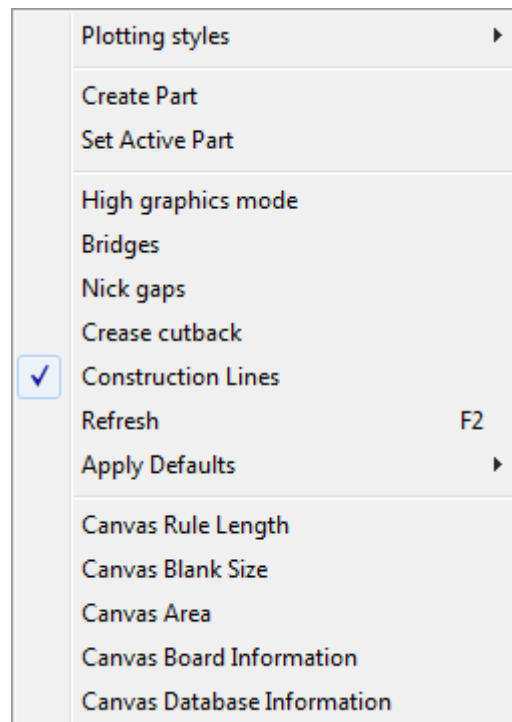 Plotting styles
Create Part
Set Active Part
High graphics mode
Bridges
Nick gaps
Crease cutback
Construction Lines
Refresh F2
Apply Defaults
Canvas Rule Length
Canvas Blank Size
Canvas Area
Canvas Board Information
Canvas Database Information